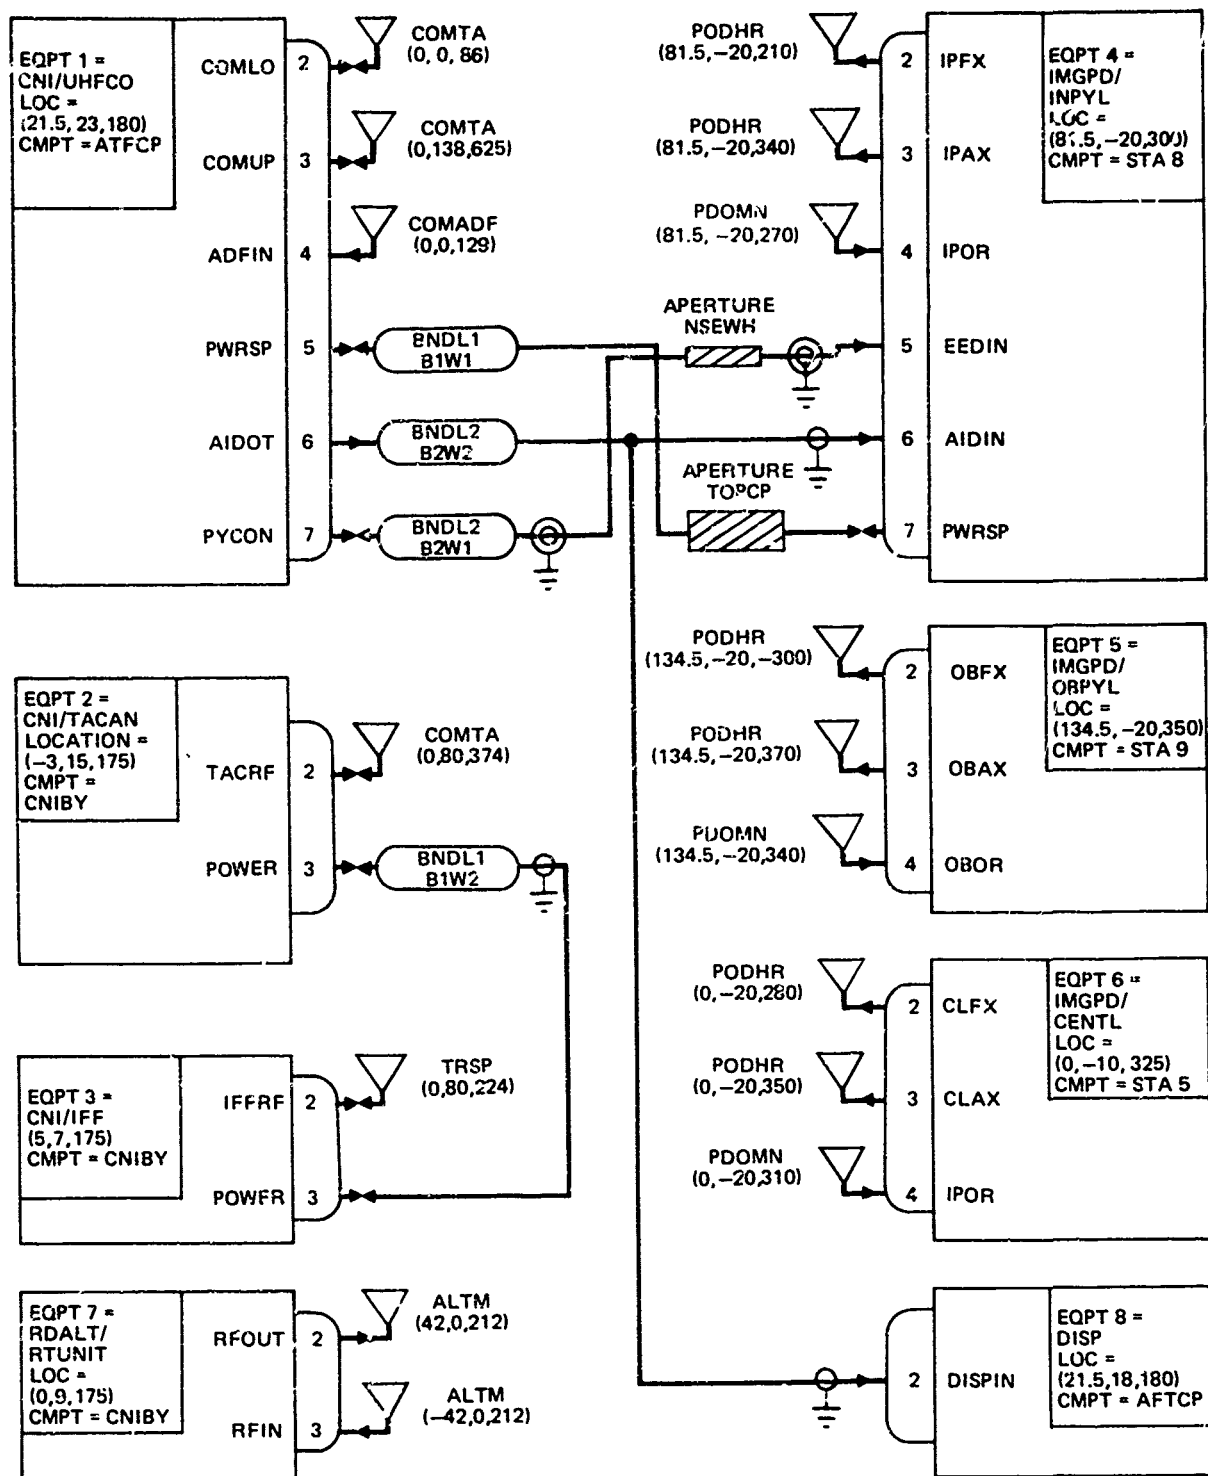 EQPT 1 =
CNI/UHFCO
LOC =
(21.5, 23,180)
CMPT = ATFCP
COMLO 2
COMTA
(0, 0, 86)
COMUP 3
COMTA
(0,138,625)
ADFIN 4
COMADF
(0,0,129)
PWRSP 5
BNDL1
B1W1
AIDOT 6
BNDL2
B2W2
PYCON 7
BNDL2
B2W1
APERTURE
NSEWH
APERTURE
TOPCP
EQPT 4 =
IMGPD/
INPYL
LOC =
(81.5, -20,300)
CMPT = STA 8
PODHR
(81.5, -20,210)
2 IPFX
PODHR
(81.5,-20,340)
3 IPAX
PDOMN
(81.5, -20,270)
4 IPOR
5 EEDIN
6 AIDIN
7 PWRSP
EQPT 2 =
CNI/TACAN
LOCATION =
(-3,15,175)
CMPT =
CNIBY
TACRF 2
COMTA
(0,80,374)
POWER 3
BNDL1
B1W2
EQPT 5 =
IMGPD/
OBPYL
LOC =
(134.5, -20,350)
CMPT = STA 9
PODHR
(134.5,-20,-300)
2 OBFX
PODHR
(134.5,-20,370)
3 OBAX
PDOMN
(134.5, -20,340)
4 OBOR
EQPT 3 =
CNI/IFF
(5,7,175)
CMPT = CNIBY
IFFRF 2
TRSP
(0,80,224)
POWER 3
EQPT 6 =
IMGPD/
CENTL
LOC =
(0,-10, 325)
CMPT = STA 5
PODHR
(0,-20,280)
2 CLFX
PODHR
(0,-20,350)
3 CLAX
PDOMN
(0,-20,310)
4 IPOR
EQPT 7 =
RDALT/
RTUNIT
LOC =
(0,9,175)
CMPT = CNIBY
RFOUT 2
ALTM
(42,0,212)
RFIN 3
ALTM
(-42,0,212)
EQPT 8 =
DISP
LOC =
(21.5,18,180)
CMPT = AFTCP
2 DISPIN